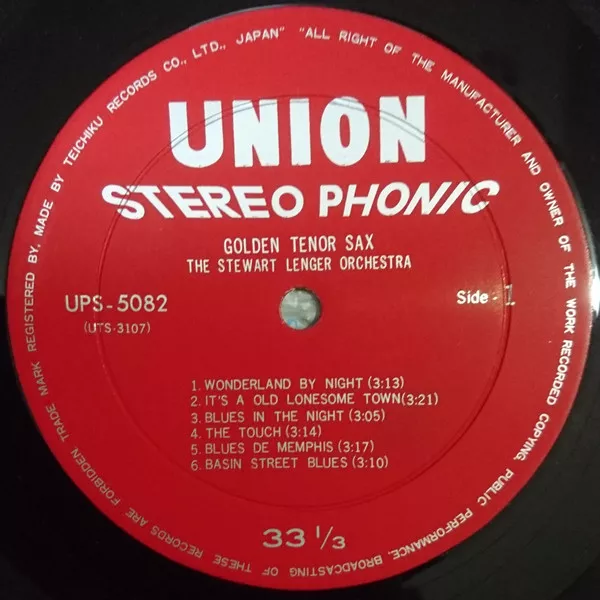 TRADE MARK REGISTERED BY, MADE BY TEICHIKU RECORDS CO., LTD., JAPAN" "ALL RIGHT OF THE MANUFACTURER AND OWNER OF THE WORK RECORDED COPYING, PUBLIC PERFORMANCE, BROADCASTING OF THESE RECORDS ARE FORBIDDEN
UNION
STEREO PHONIC
GOLDEN TENOR SAX
THE STEWART LENGER ORCHESTRA
UPS-5082
Side - 1
(UTS-3107)
1. WONDERLAND BY NIGHT (3:13)
2. IT'S A OLD LONESOME TOWN (3:21)
3. BLUES IN THE NIGHT (3:05)
4. THE TOUCH (3:14)
5. BLUES DE MEMPHIS (3:17)
6. BASIN STREET BLUES (3:10)
33 1/3